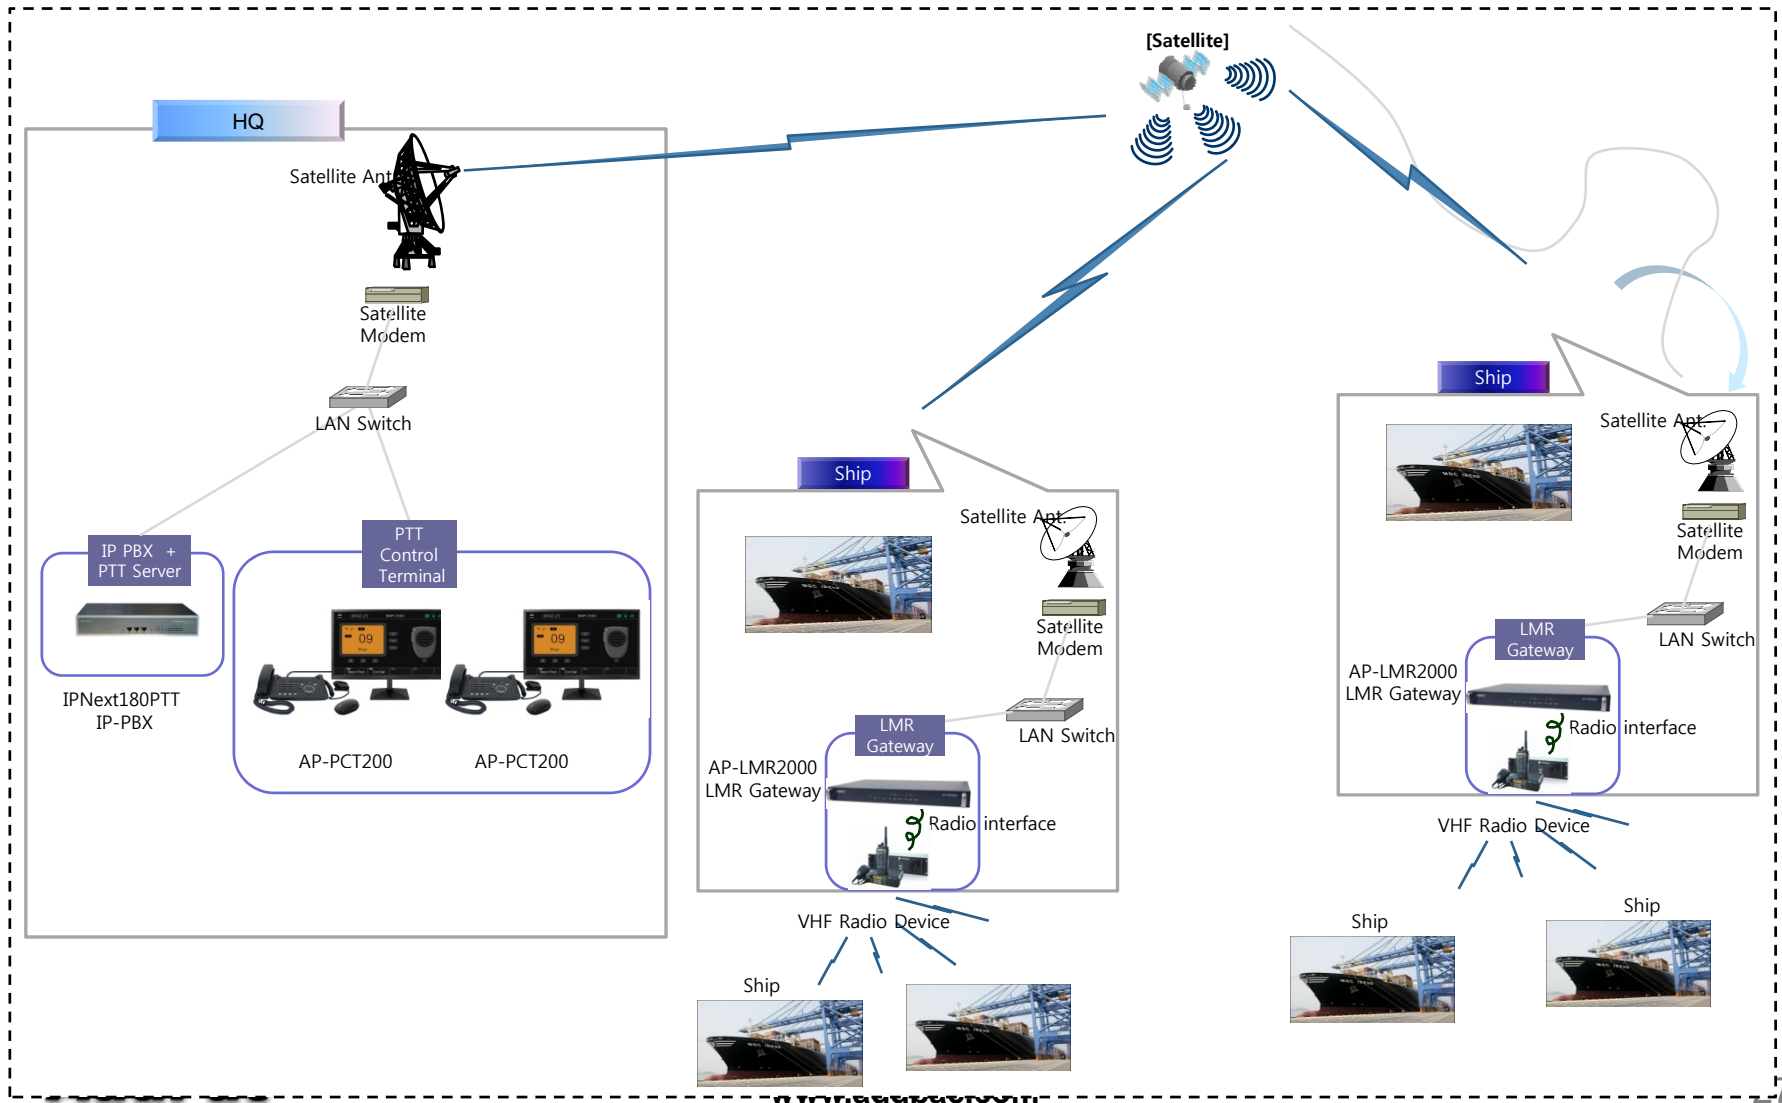 [Satellite]
HQ
Satellite Ant.
Satellite
Modem
LAN Switch
IP PBX +
PTT Server
PTT
Control
Terminal
09
09
IPNext180PTT
IP-PBX
AP-PCT200
AP-PCT200
Ship
Satellite Ant.
Satellite
Modem
LAN Switch
LMR
Gateway
AP-LMR2000
LMR Gateway
Radio interface
VHF Radio Device
Ship
Ship
Satellite Ant.
Satellite
Modem
LAN Switch
LMR
Gateway
AP-LMR2000
LMR Gateway
Radio interface
VHF Radio Device
Ship
Ship